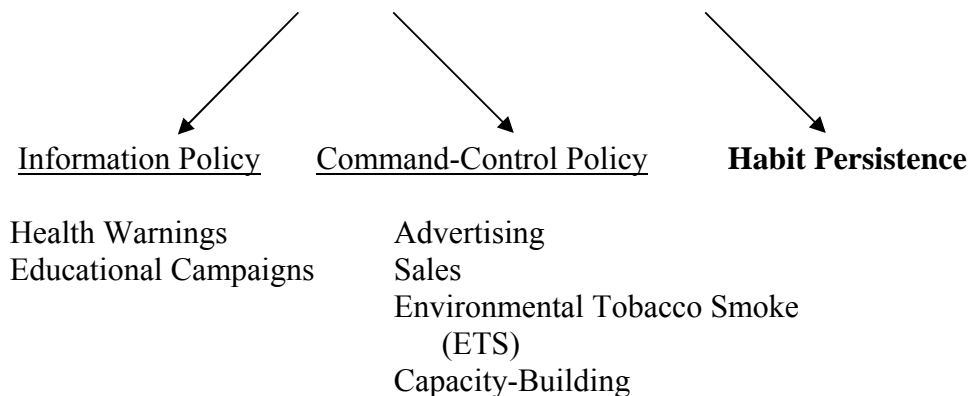 Information Policy Command-Control Policy Habit Persistence
Health Warnings Advertising
Educational Campaigns Sales
Environmental Tobacco Smoke
(ETS)
Capacity-Building